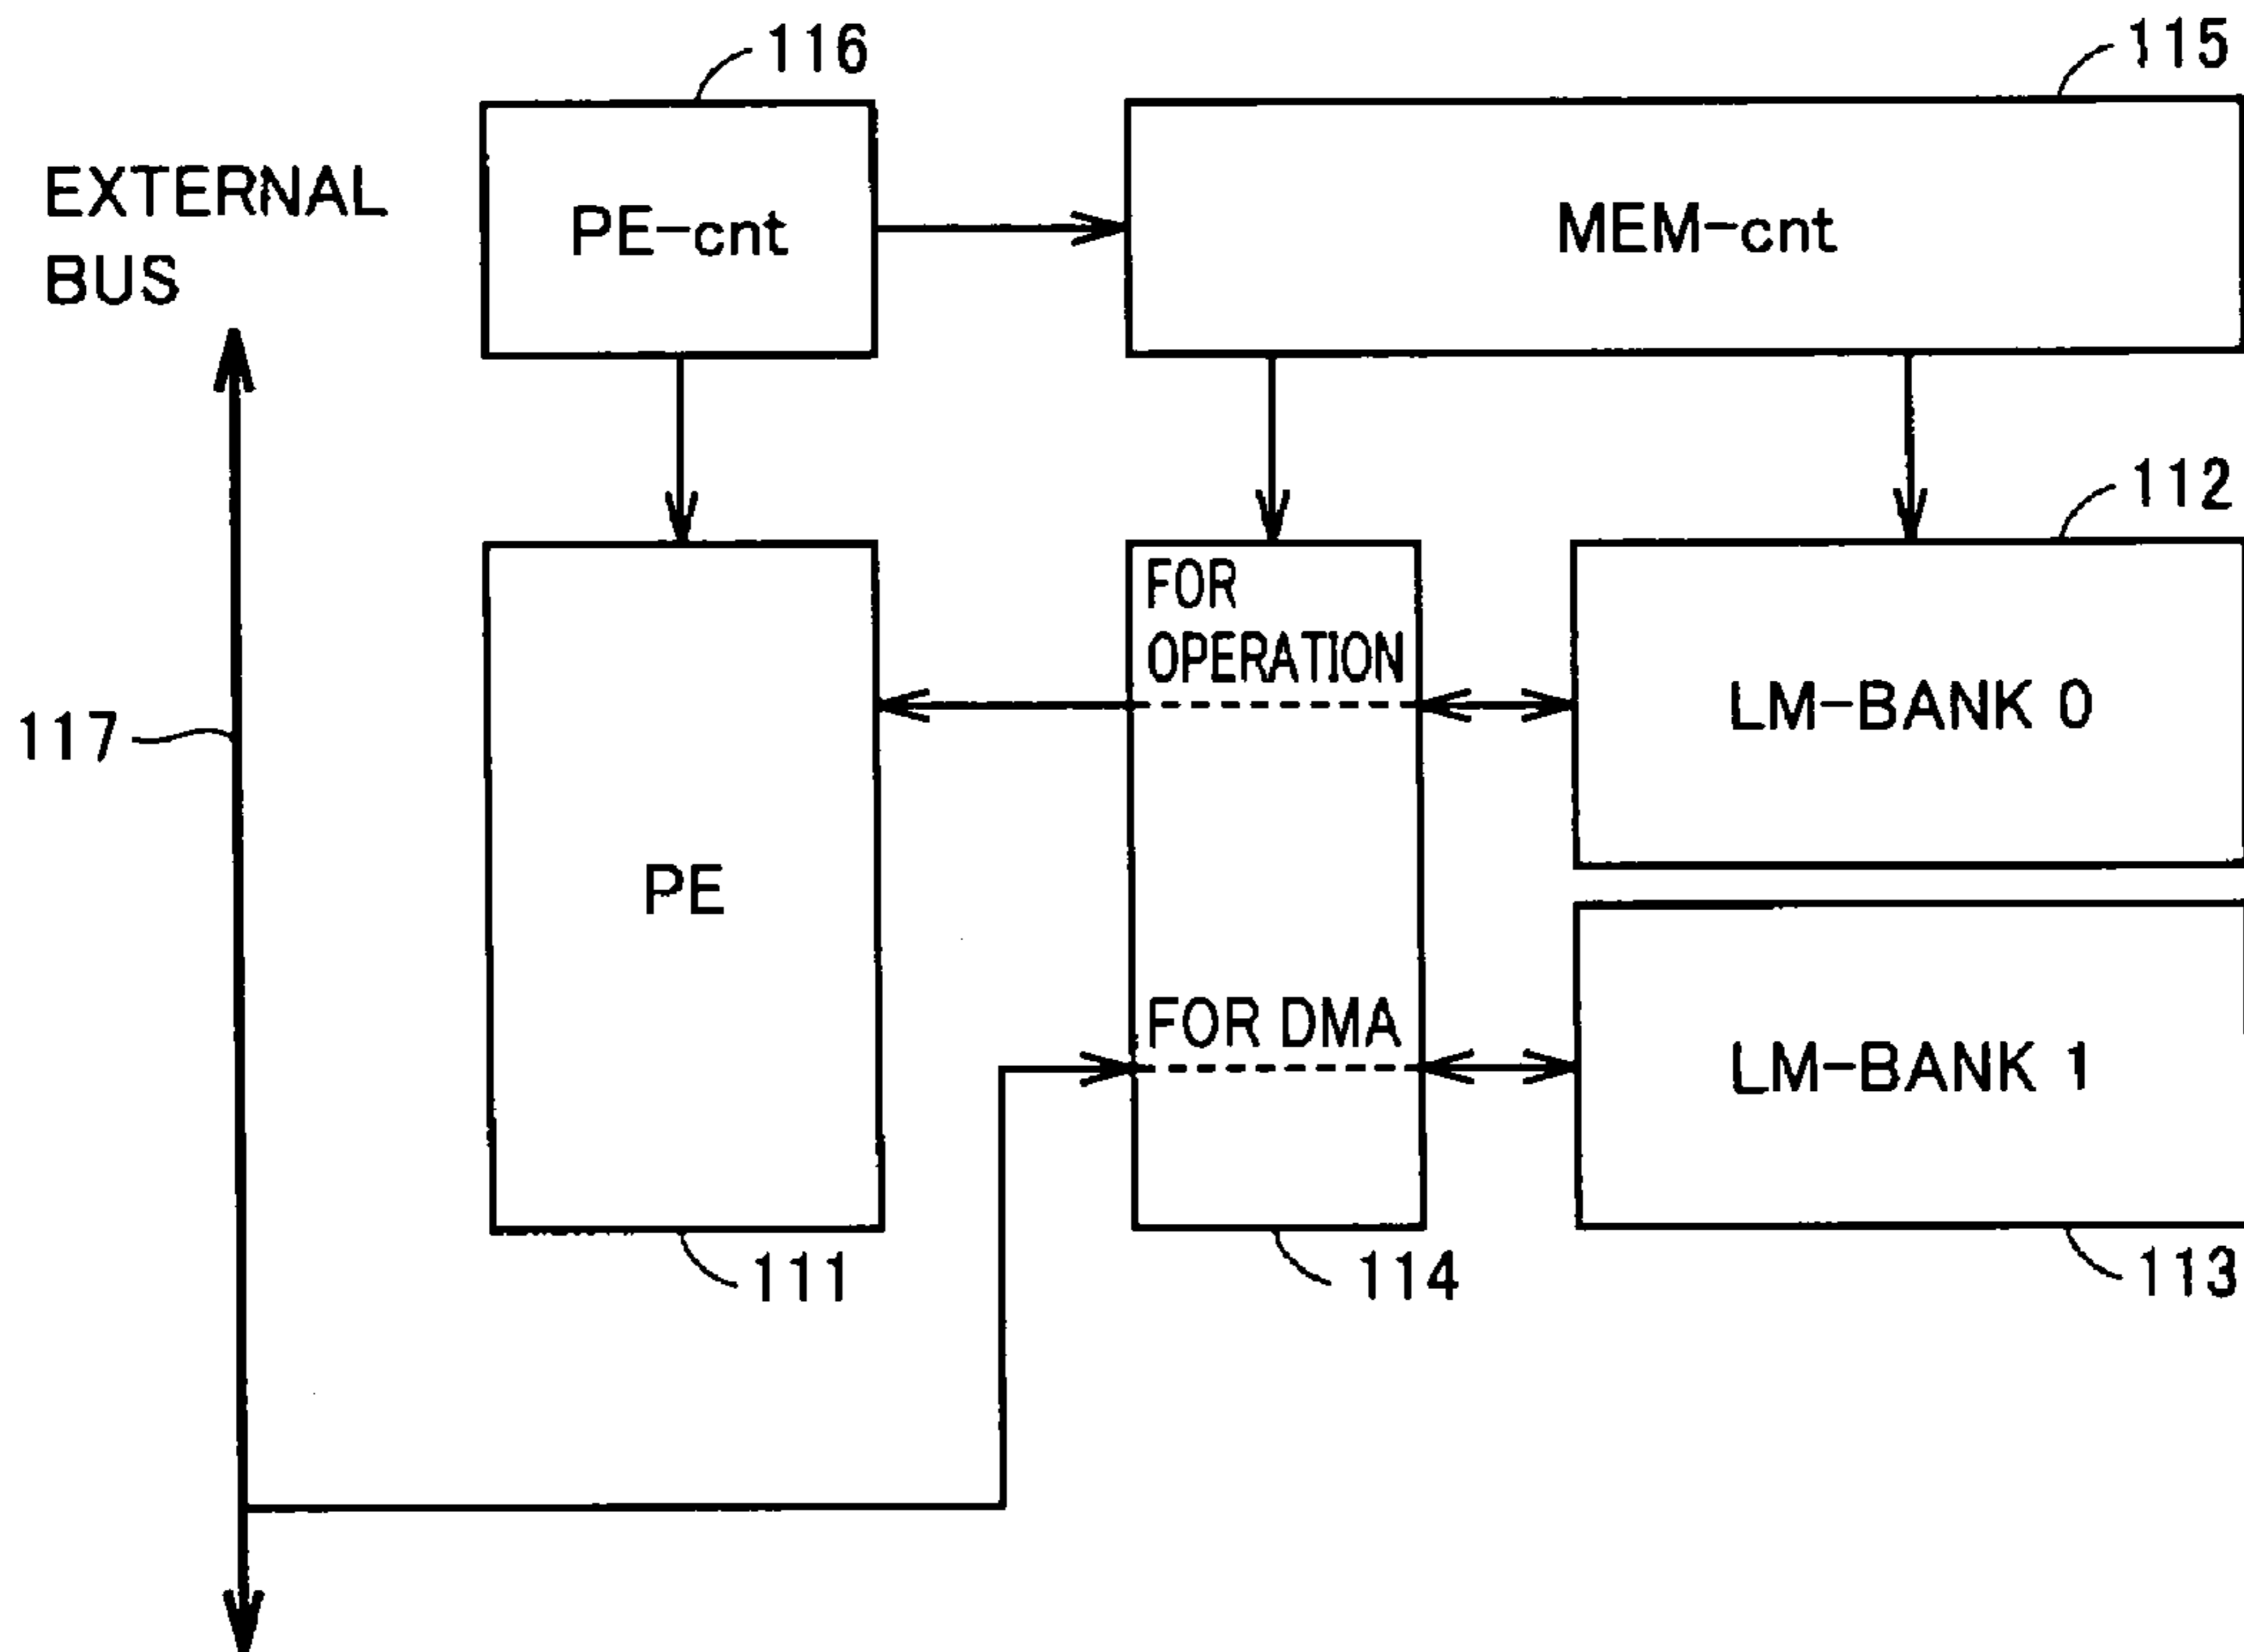 116
115
EXTERNAL
BUS
PE-cnt
MEM-cnt
112
FOR
OPERATION
LM-BANK 0
117
PE
FOR DMA
LM-BANK 1
111
114
113